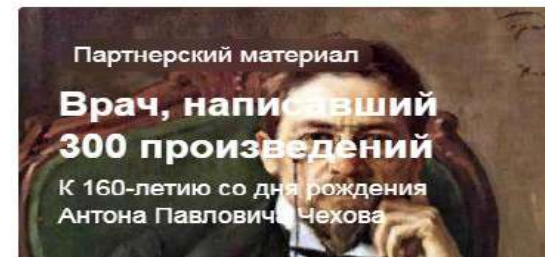 Партнерский материал
Врач, написавший
300 произведений
К 160-летию со дня рождения
Антона Павловича Чехова